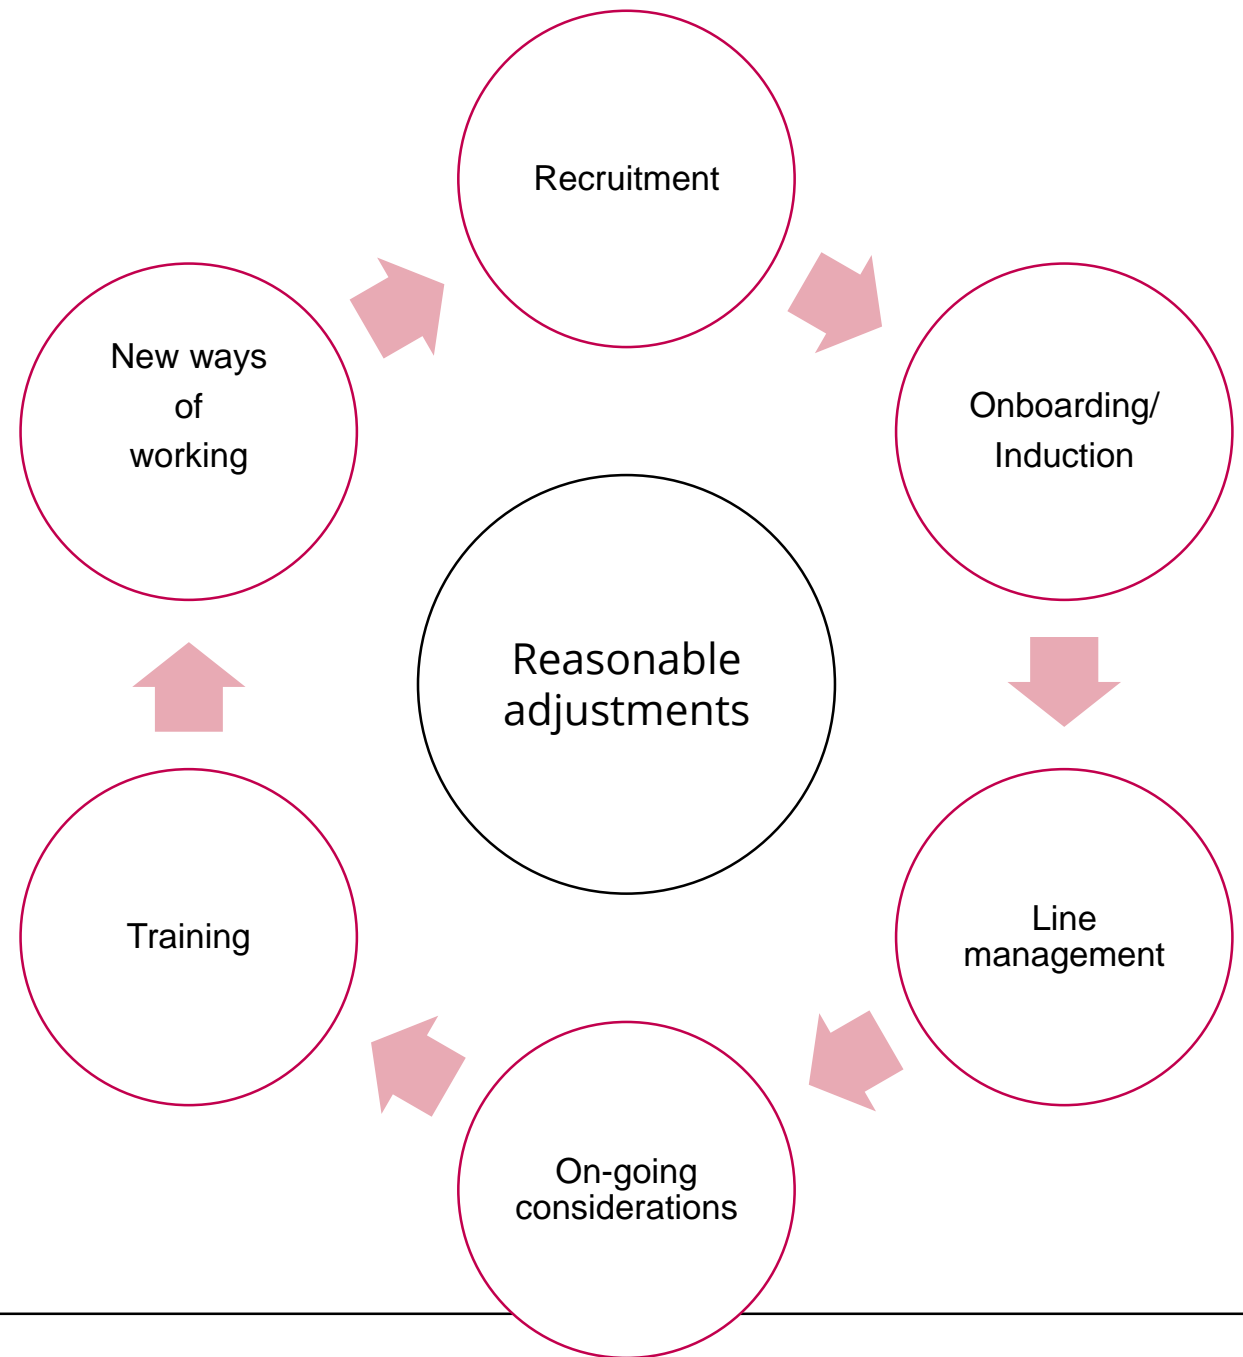 Recruitment
Onboarding/
Induction
Line
management
On-going
considerations
Training
New ways
of
working
Reasonable
adjustments